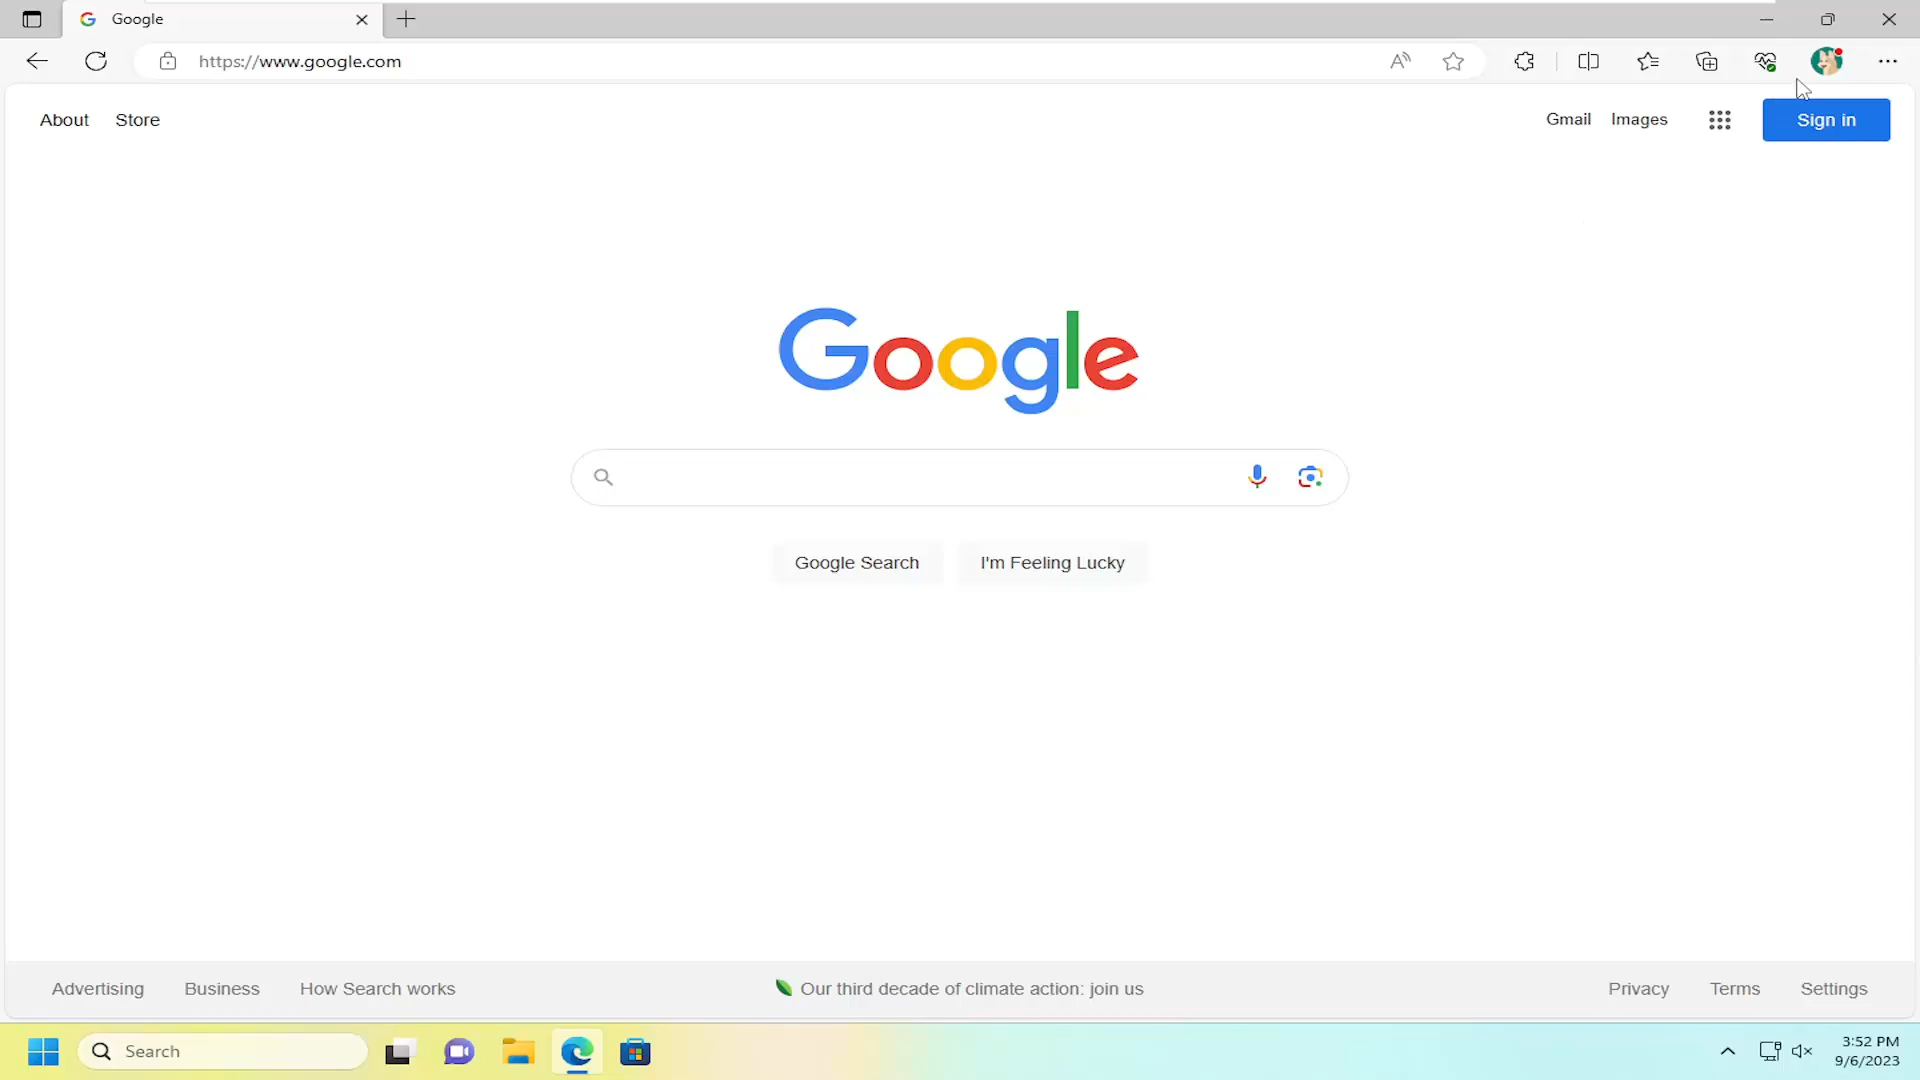 Google
https://www.google.com
About Store
Gmail Images Sign in
Google
Google Search I'm Feeling Lucky
Advertising Business How Search works
Our third decade of climate action: join us
Privacy Terms Settings
Search
3:52 PM
9/6/2023